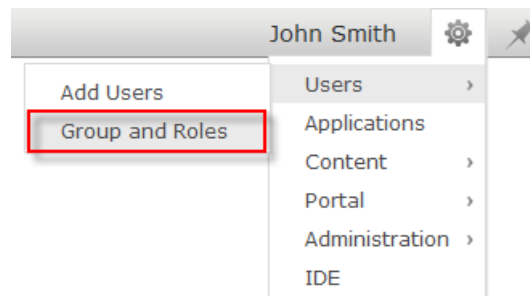 John Smith
Add Users
Group and Roles
Users
Applications
Content
Portal
Administration
IDE